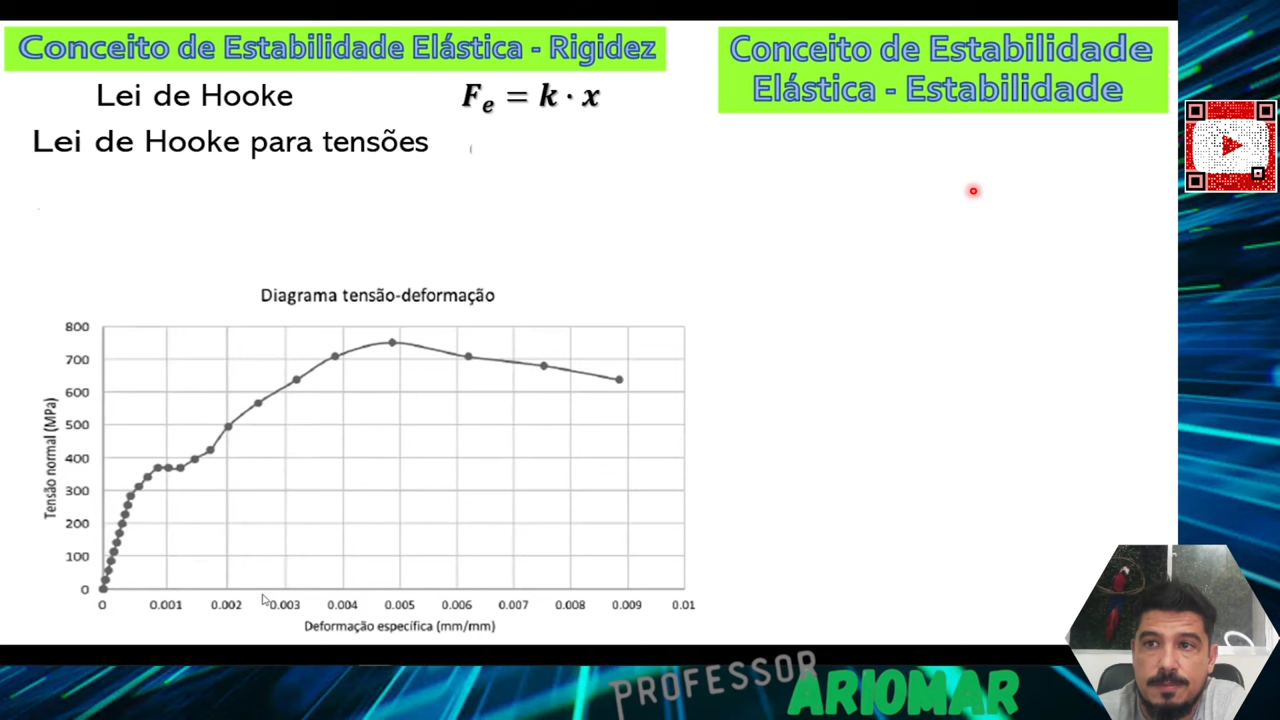 Conceito de Estabilidade Elástica - Rigidez
Conceito de Estabilidade
Elástica - Estabilidade
Lei de Hooke
Fₑ = k · x
Lei de Hooke para tensões
Diagrama tensão-deformação
800
700
600
500
400
300
200
100
0
Tensão normal (MPa)
0 0.001 0.002 0.003 0.004 0.005 0.006 0.007 0.008 0.009 0.01
Deformação específica (mm/mm)
PROFESSOR
ARIOMAR